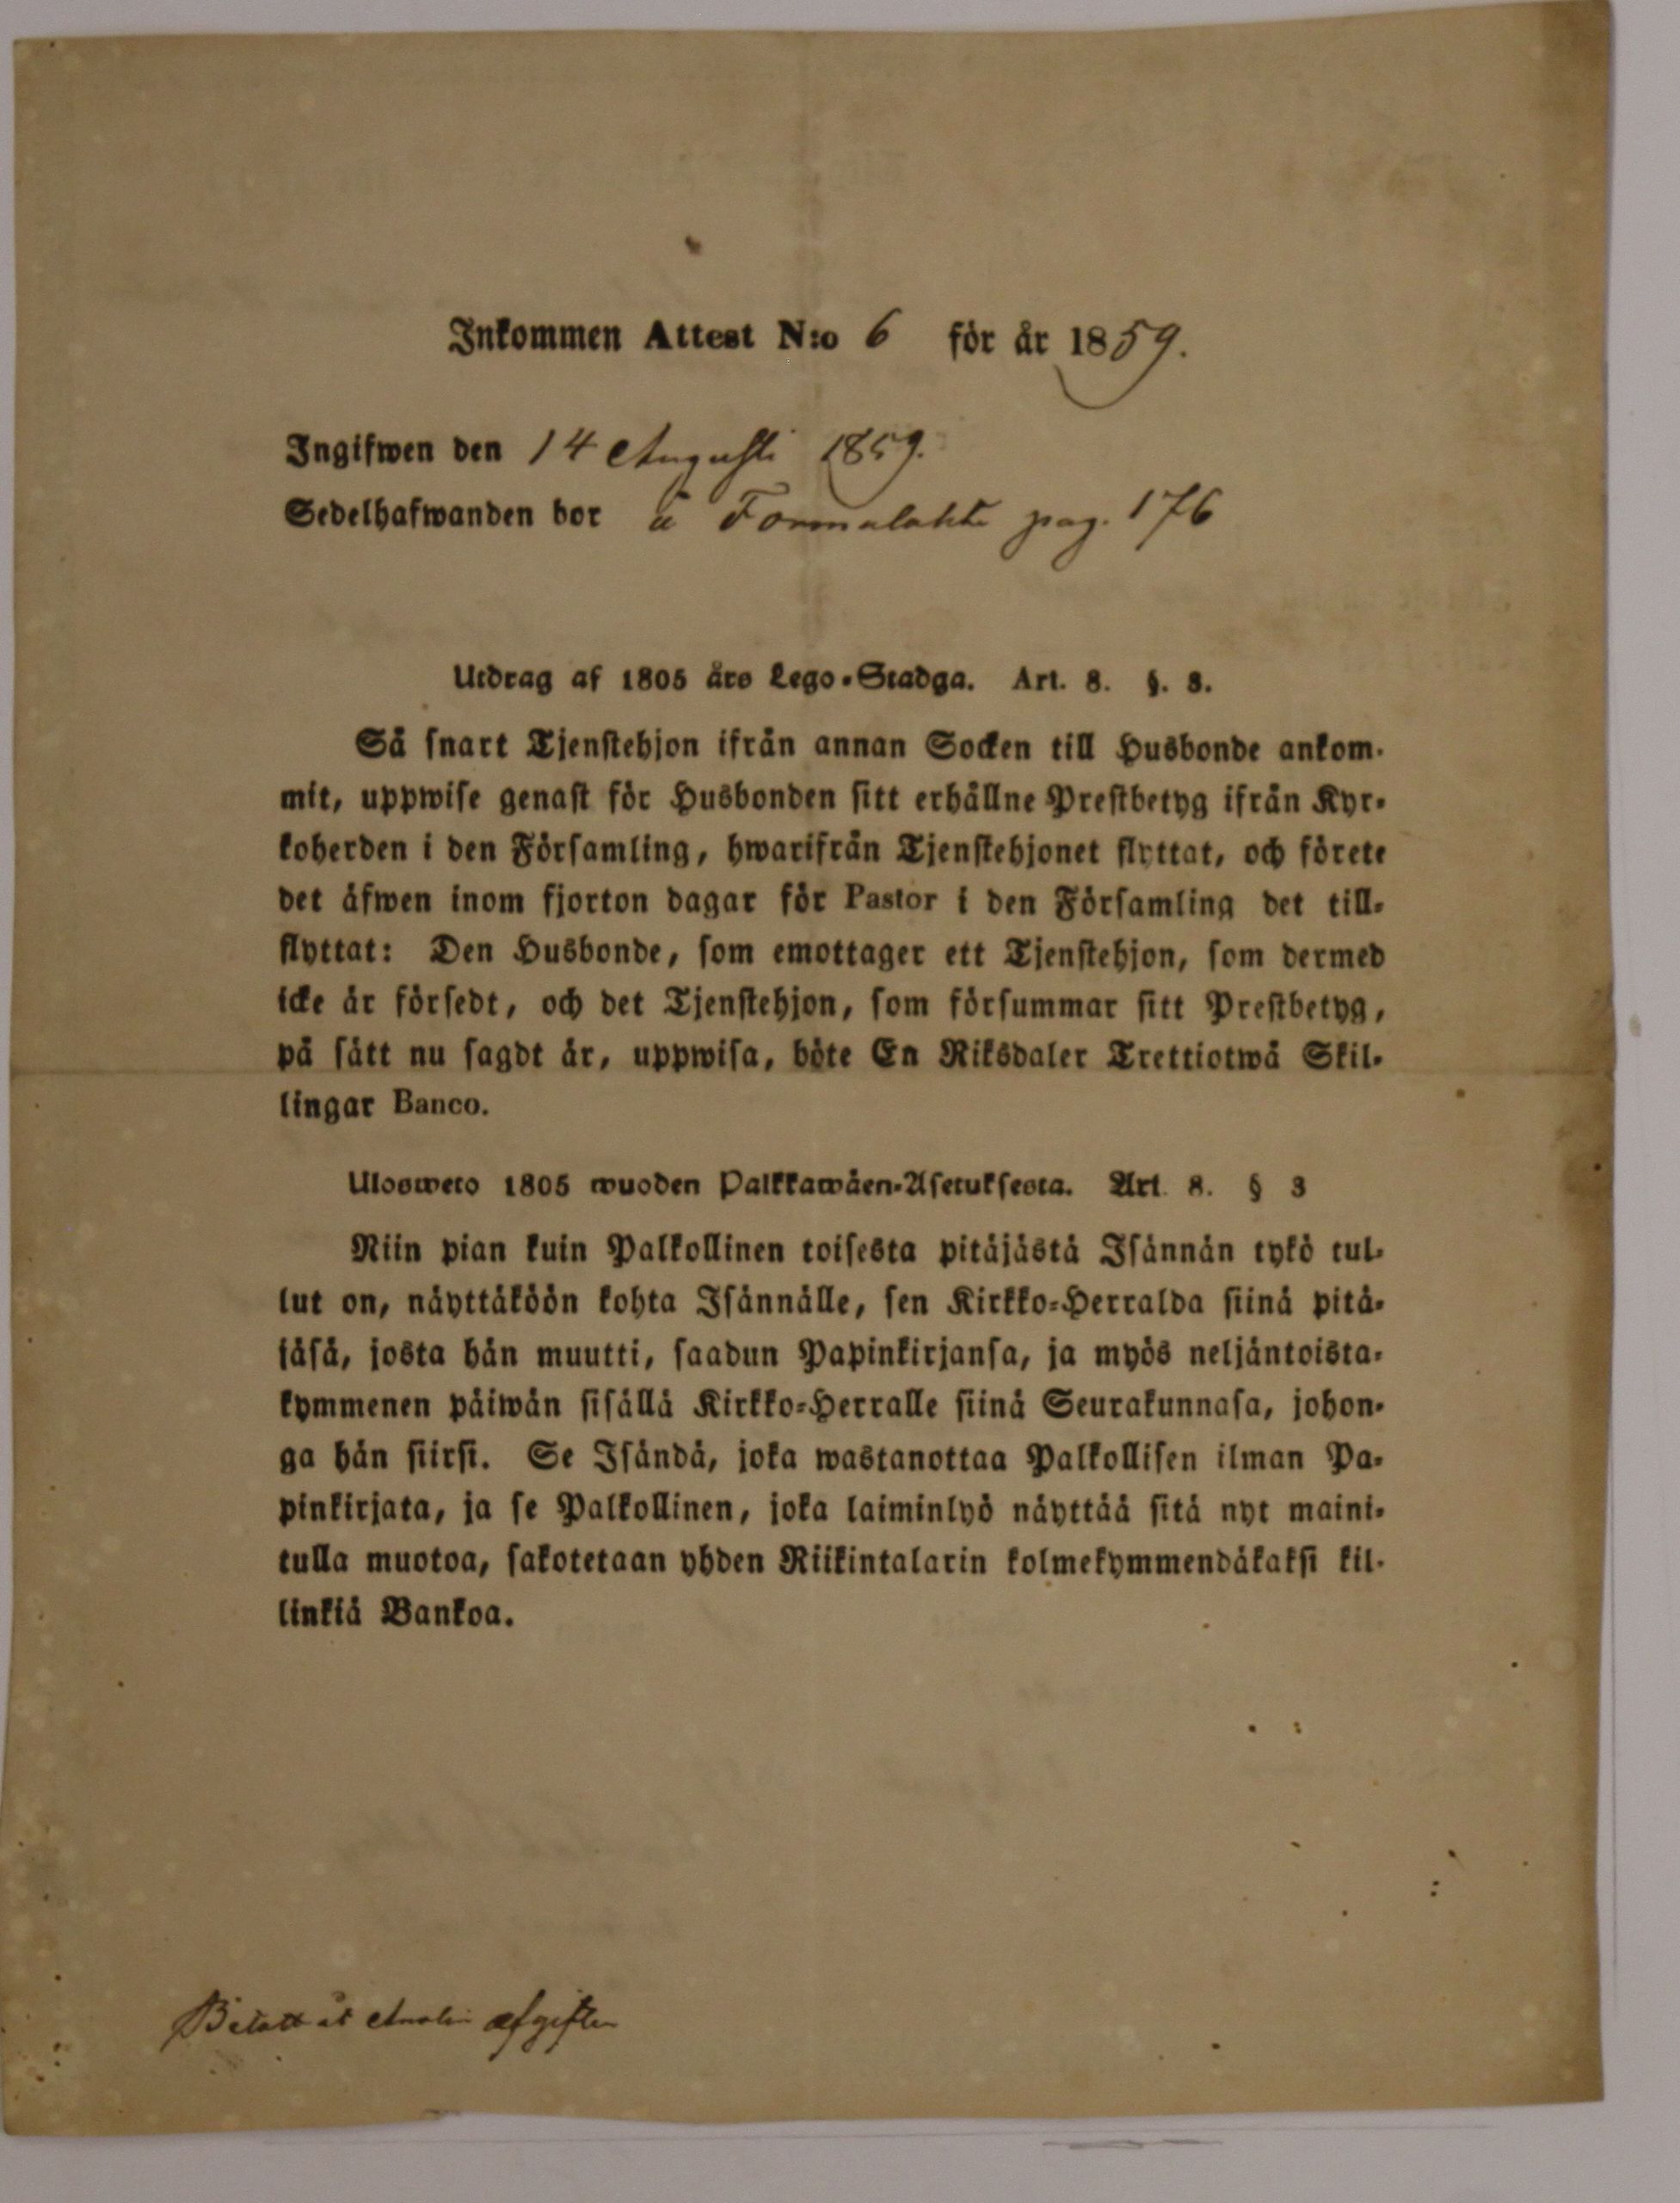 Inkommen Attest N:o 6 för år 1859.
Ingifwen den 14 Augusti 1859.
Sedelhafwanden bor å Formalakti pag. 176
Utdrag af 1805 års Lego-Stadga. Art. 8. §. 3.
Så snart Tjenstehjon ifrån annan Socken till Husbonde ankom-
mit, uppwise genast för Husbonden sitt erhållne Prestbetyg ifrån Kyr-
koherden i den Församling, hwarifrån Tjenstehjonet flyttat, och förete
det äfwen inom fjorton dagar för Pastor i den Församling det till-
flyttat: Den Husbonde, som emottager ett Tjenstehjon, som dermed
icke är försedt, och det Tjenstehjon, som försummar sitt Prestbetyg,
på sätt nu sagdt är, uppwisa, böte En Riksdaler Trettiotwå Skil-
lingar Banco.
Ulosweto 1805 wuoden Palkkawäen-Asetuksesta. Art. 8. § 3
Niin pian kuin Palkollinen toisesta pitäjästä Isännän tykö tul-
lut on, näyttäköön kohta Isännälle, sen Kirkko-Herralda siinä pitä-
jäsä, josta hän muutti, saadun Papinkirjansa, ja myös neljäntoista-
kymmenen päiwän sisällä Kirkko-Herralle siinä Seurakunnasa, johon-
ga hän siirsi. Se Isändä, joka wastanottaa Palkollisen ilman Pa-
pinkirjata, ja se Palkollinen, joka laiminlyö näyttää sitä nyt maini-
tulla muotoa, sakotetaan yhden Riikintalarin kolmekymmendäkaksi kil-
linkiä Bankoa.
afgiften